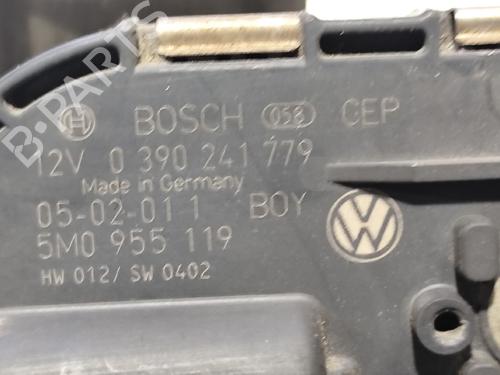 BOSCH 058 CEP
12V 0 390 241 779
Made in Germany
05-02-01 1 BOY
5M0 955 119
HW 012/ SW 0402
B-PARTS